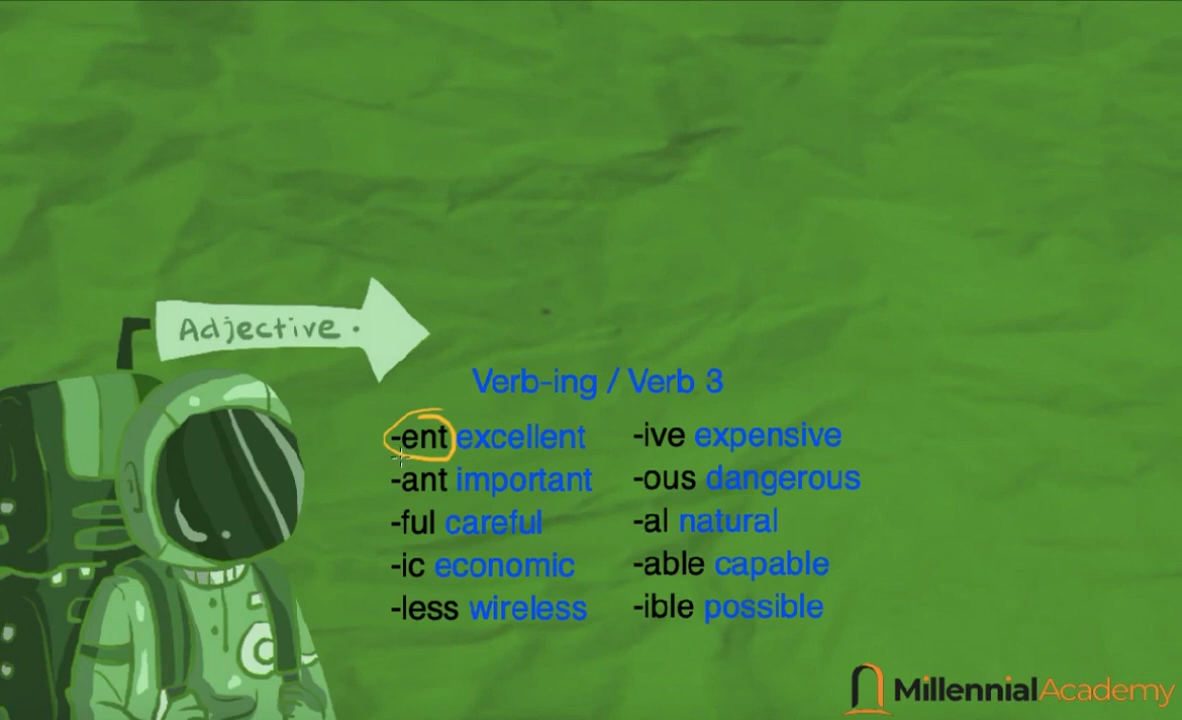 Adjective.
Verb-ing / Verb 3
-ent excellent
-ant important
-ful careful
-ic economic
-less wireless
-ive expensive
-ous dangerous
-al natural
-able capable
-ible possible
MillennialAcademy